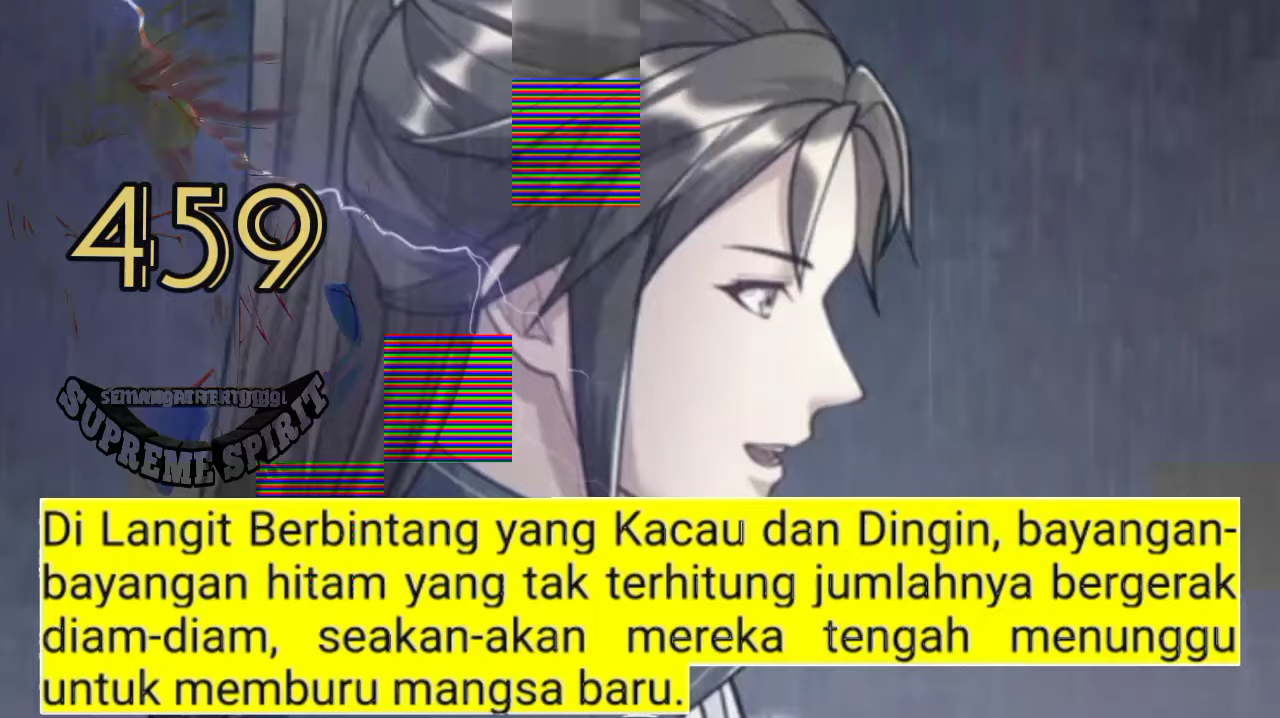 459
SUPREME SPIRIT
Di Langit Berbintang yang Kacau dan Dingin, bayangan-
bayangan hitam yang tak terhitung jumlahnya bergerak
diam-diam, seakan-akan mereka tengah menunggu
untuk memburu mangsa baru.